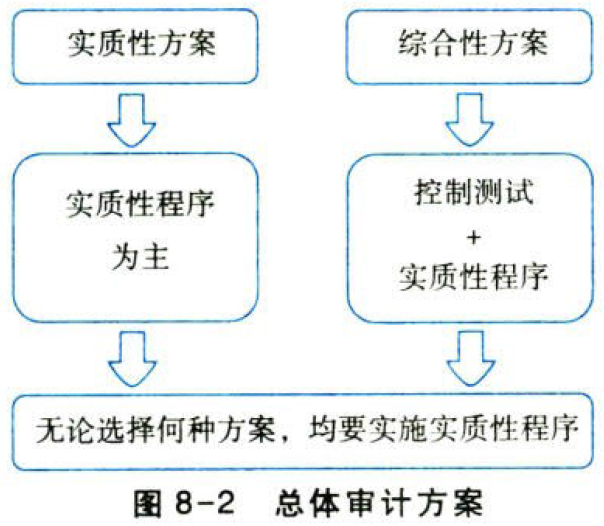 实质性方案
综合性方案
实质性程序
为主
控制测试
+
实质性程序
无论选择何种方案，均要实施实质性程序
图 8-2 总体审计方案